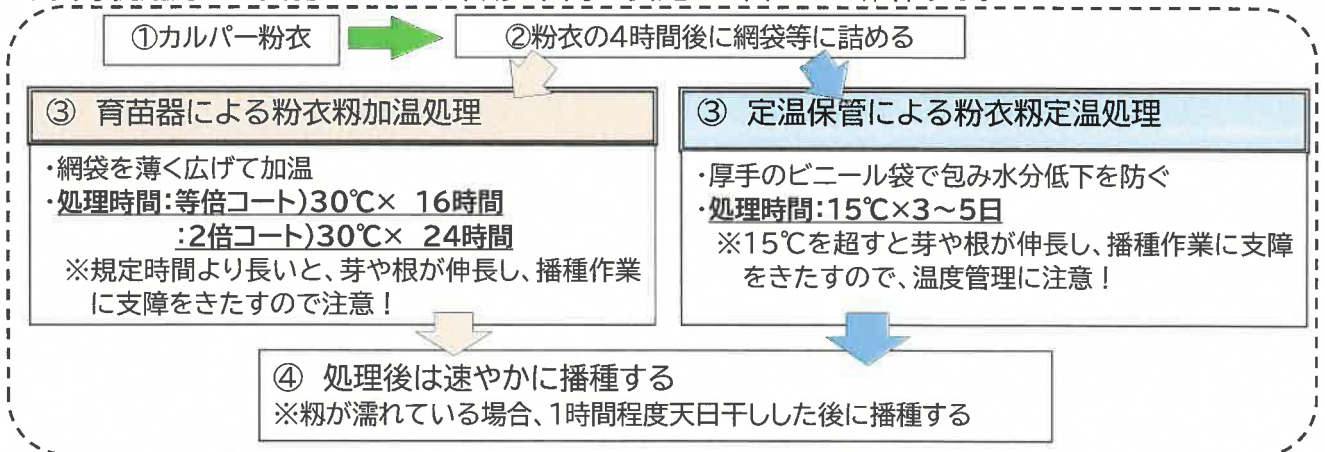 ①カルパー粉衣
②粉衣の4時間後に網袋等に詰める
③ 育苗器による粉衣籾加温処理
・網袋を薄く広げて加温
・処理時間:等倍コート)30℃× 16時間
:2倍コート)30℃× 24時間
※規定時間より長いと、芽や根が伸長し、播種作業
に支障をきたすので注意!
③ 定温保管による粉衣籾定温処理
・厚手のビニール袋で包み水分低下を防ぐ
・処理時間:15℃×3〜5日
※15℃を超すと芽や根が伸長し、播種作業に支障
をきたすので、温度管理に注意!
④ 処理後は速やかに播種する
※籾が濡れている場合、1時間程度天日干しした後に播種する